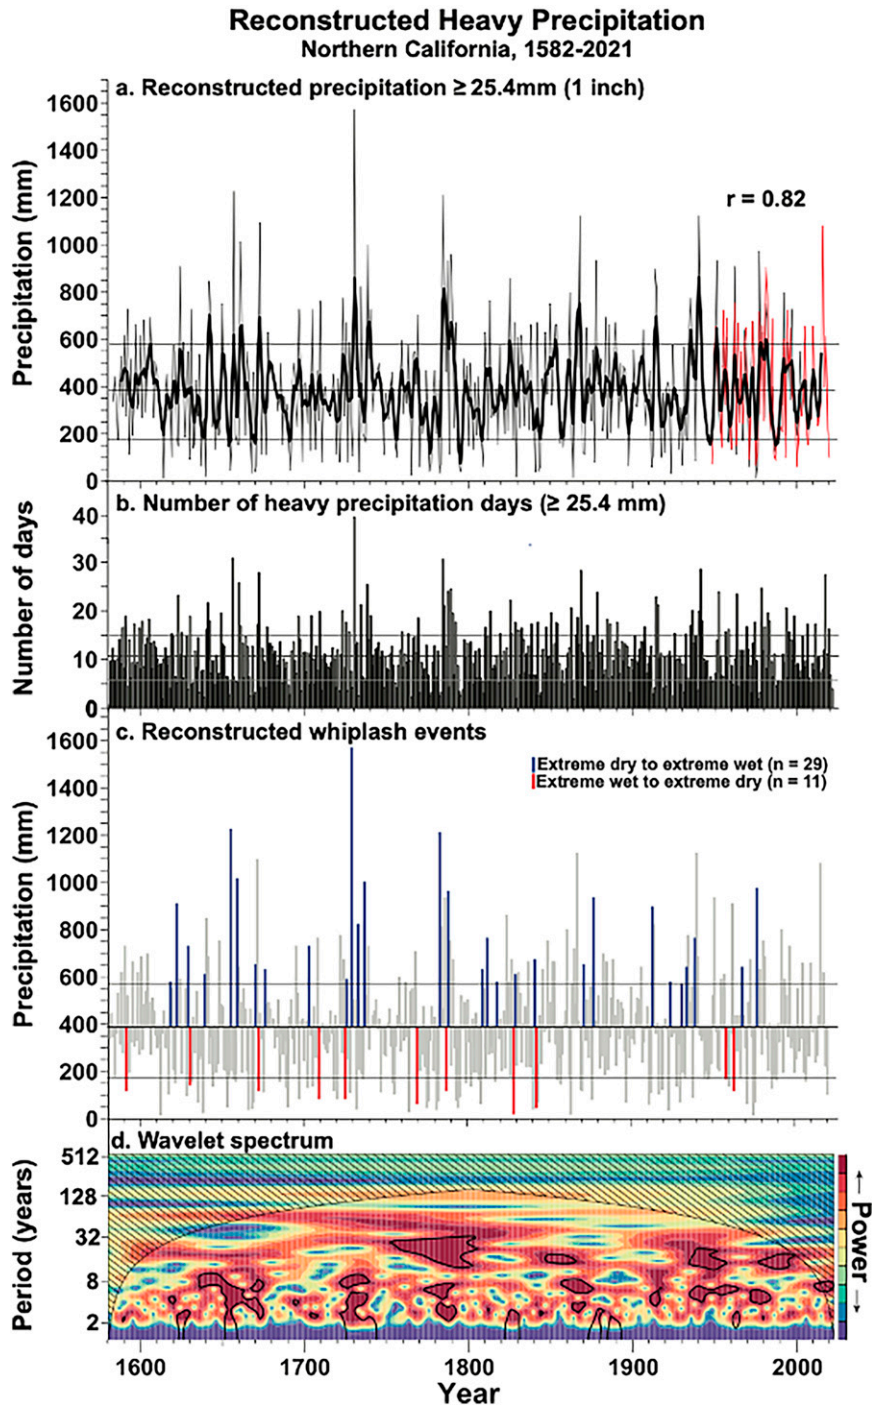 Reconstructed Heavy Precipitation
Northern California, 1582-2021
a. Reconstructed precipitation ≥ 25.4mm (1 inch)
Precipitation (mm)
1600
1400
1200
1000
800
600
400
200
0
r = 0.82
b. Number of heavy precipitation days (≥ 25.4 mm)
Number of days
40
30
20
10
0
c. Reconstructed whiplash events
Precipitation (mm)
1600
1400
1200
1000
800
600
400
200
0
Extreme dry to extreme wet (n = 29)
Extreme wet to extreme dry (n = 11)
d. Wavelet spectrum
Period (years)
512
128
32
8
2
← Power →
1600 1700 1800 1900 2000
Year